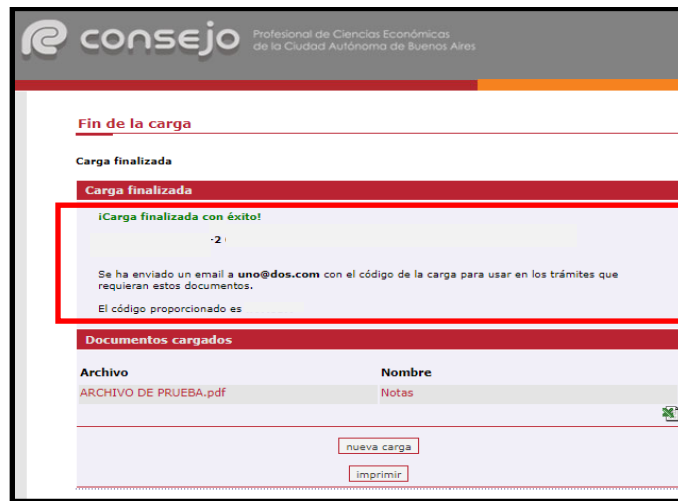 consejo
Profesional de Ciencias Económicas
de la Ciudad Autónoma de Buenos Aires
Fin de la carga
Carga finalizada
Carga finalizada
¡Carga finalizada con éxito!
-2
Se ha enviado un email a uno@dos.com con el código de la carga para usar en los trámites que
requieran estos documentos.
El código proporcionado es
Documentos cargados
Archivo Nombre
ARCHIVO DE PRUEBA.pdf Notas
nueva carga
imprimir